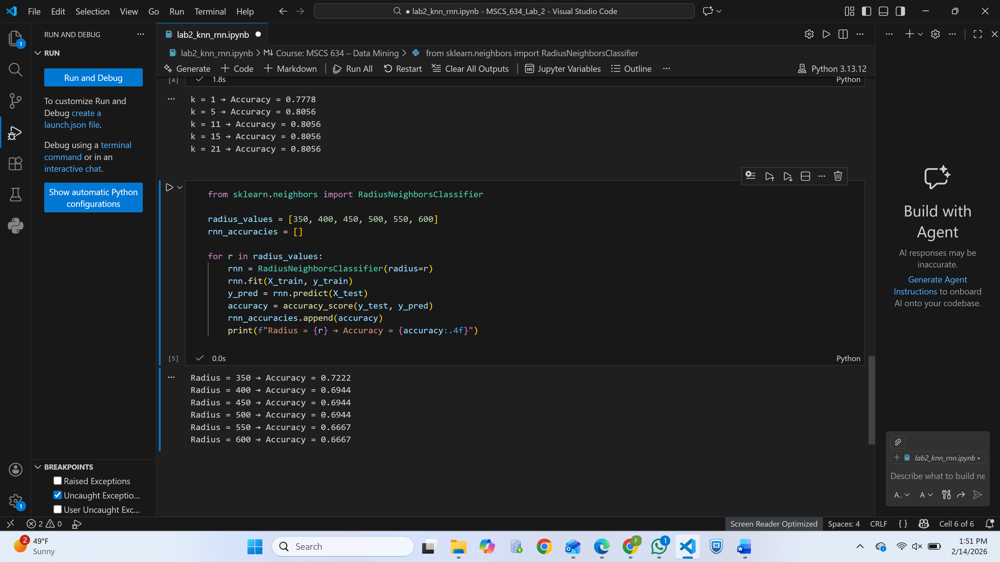 File Edit Selection View Go Run Terminal Help
● lab2_knn_rnn.ipynb - MSCS_634_Lab_2 - Visual Studio Code
RUN AND DEBUG
RUN
Run and Debug
To customize Run and
Debug create a
launch.json file.
Debug using a terminal
command or in an
interactive chat.
Show automatic Python
configurations
BREAKPOINTS
Raised Exceptions
Uncaught Exceptio...
User Uncaught Exc...
1
1
lab2_knn_rnn.ipynb
lab2_knn_rnn.ipynb > M↓ Course: MSCS 634 – Data Mining > from sklearn.neighbors import RadiusNeighborsClassifier
Generate + Code + Markdown Run All Restart Clear All Outputs Jupyter Variables Outline ... Python 3.13.12
[4] 1.8s Python
k = 1 → Accuracy = 0.7778
k = 5 → Accuracy = 0.8056
k = 11 → Accuracy = 0.8056
k = 15 → Accuracy = 0.8056
k = 21 → Accuracy = 0.8056
from sklearn.neighbors import RadiusNeighborsClassifier
radius_values = [350, 400, 450, 500, 550, 600]
rnn_accuracies = []
for r in radius_values:
rnn = RadiusNeighborsClassifier(radius=r)
rnn.fit(X_train, y_train)
y_pred = rnn.predict(X_test)
accuracy = accuracy_score(y_test, y_pred)
rnn_accuracies.append(accuracy)
print(f"Radius = {r} → Accuracy = {accuracy:.4f}")
[5] 0.0s Python
Radius = 350 → Accuracy = 0.7222
Radius = 400 → Accuracy = 0.6944
Radius = 450 → Accuracy = 0.6944
Radius = 500 → Accuracy = 0.6944
Radius = 550 → Accuracy = 0.6667
Radius = 600 → Accuracy = 0.6667
Build with
Agent
AI responses may be
inaccurate.
Generate Agent
Instructions to onboard
AI onto your codebase.
+ lab2_knn_rnn.ipynb •
Describe what to build ne
A.. A
2 0
Screen Reader Optimized Spaces: 4 CRLF { } Cell 6 of 6
2 49°F
Sunny
Search
F
1
1:51 PM
2/14/2026